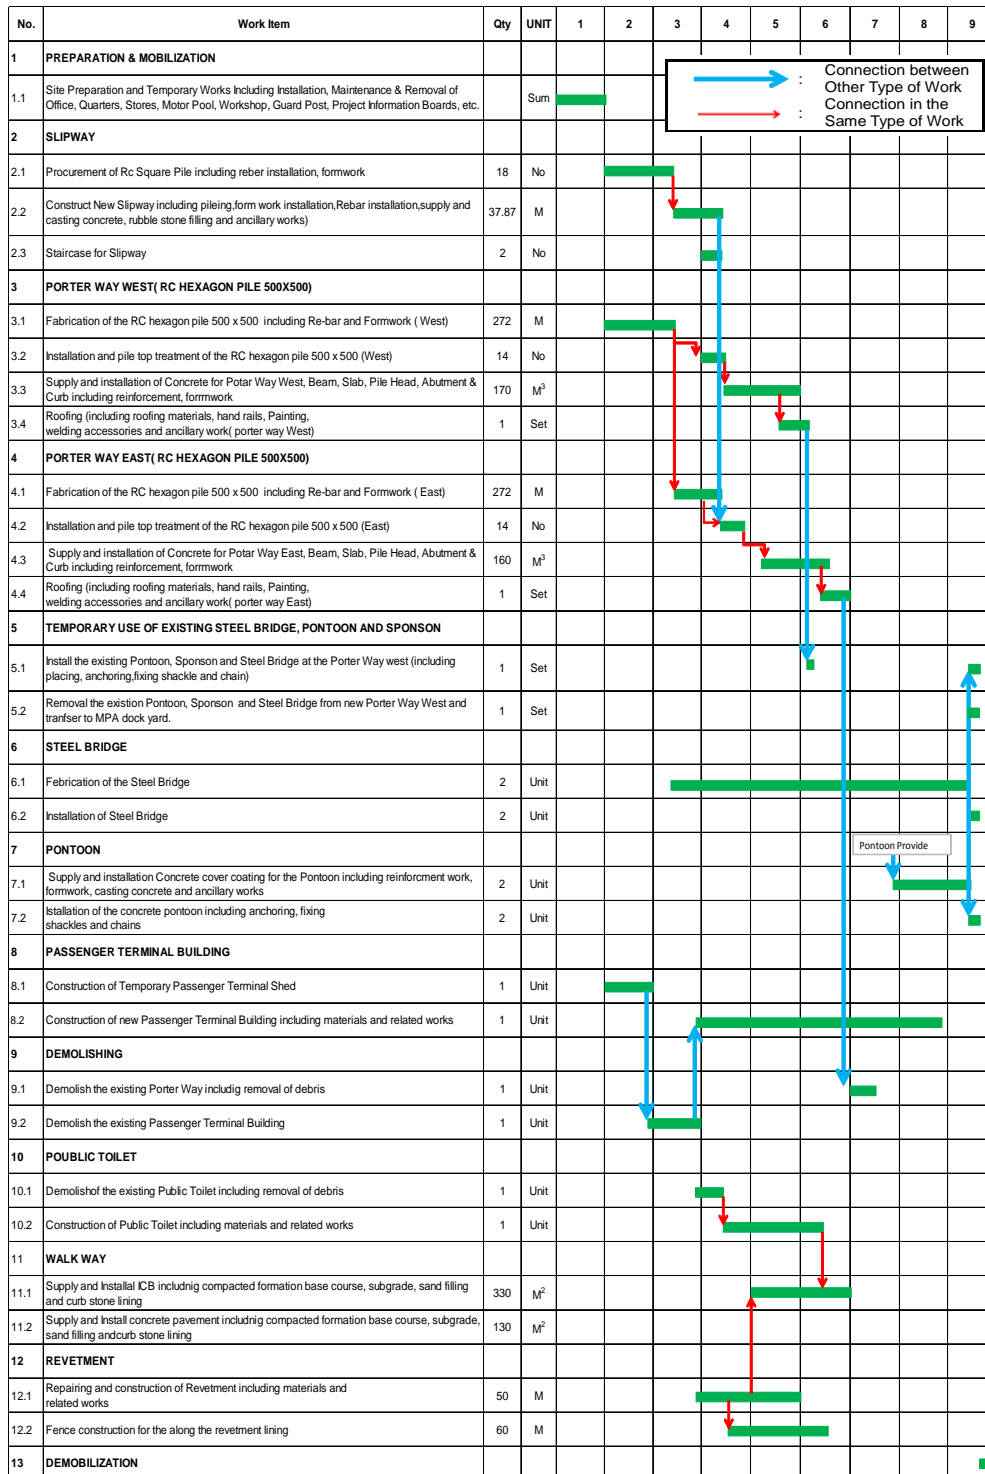 No. Work Item Qty UNIT 1 2 3 4 5 6 7 8 9
1 PREPARATION & MOBILIZATION
: Connection between
Other Type of Work
: Connection in the
Same Type of Work
1.1 Site Preparation and Temporary Works Including Installation, Maintenance & Removal of
Office, Quarters, Stores, Motor Pool, Workshop, Guard Post, Project Information Boards, etc. Sum
2 SLIPWAY
2.1 Procurement of Rc Square Pile including reber installation, formwork 18 No
2.2 Construct New Slipway including pileing,form work installation,Rebar installation,supply and
casting concrete, rubble stone filling and ancillary works) 37.87 M
2.3 Staircase for Slipway 2 No
3 PORTER WAY WEST( RC HEXAGON PILE 500X500)
3.1 Fabrication of the RC hexagon pile 500 x 500 including Re-bar and Formwork ( West) 272 M
3.2 Installation and pile top treatment of the RC hexagon pile 500 x 500 (West) 14 No
3.3 Supply and installation of Concrete for Potar Way West, Beam, Slab, Pile Head, Abutment &
Curb including reinforcement, forrmwork 170 M³
3.4 Roofing (including roofing materials, hand rails, Painting,
welding accessories and ancillary work( porter way West) 1 Set
4 PORTER WAY EAST( RC HEXAGON PILE 500X500)
4.1 Fabrication of the RC hexagon pile 500 x 500 including Re-bar and Formwork ( East) 272 M
4.2 Installation and pile top treatment of the RC hexagon pile 500 x 500 (East) 14 No
4.3 Supply and installation of Concrete for Potar Way East, Beam, Slab, Pile Head, Abutment &
Curb including reinforcement, forrmwork 160 M³
4.4 Roofing (including roofing materials, hand rails, Painting,
welding accessories and ancillary work( porter way East) 1 Set
5 TEMPORARY USE OF EXISTING STEEL BRIDGE, PONTOON AND SPONSON
5.1 Install the existing Pontoon, Sponson and Steel Bridge at the Porter Way west (including
placing, anchoring,fixing shackle and chain) 1 Set
5.2 Removal the existion Pontoon, Sponson and Steel Bridge from new Porter Way West and
tranfser to MPA dock yard. 1 Set
6 STEEL BRIDGE
6.1 Febrication of the Steel Bridge 2 Unit
6.2 Installation of Steel Bridge 2 Unit
7 PONTOON
Pontoon Provide
7.1 Supply and installation Concrete cover coating for the Pontoon including reinforcment work,
formwork, casting concrete and ancillary works 2 Unit
7.2 Istallation of the concrete pontoon including anchoring, fixing
shackles and chains 2 Unit
8 PASSENGER TERMINAL BUILDING
8.1 Construction of Temporary Passenger Terminal Shed 1 Unit
8.2 Construction of new Passenger Terminal Building including materials and related works 1 Unit
9 DEMOLISHING
9.1 Demolish the existing Porter Way includig removal of debris 1 Unit
9.2 Demolish the existing Passenger Terminal Building 1 Unit
10 POUBLIC TOILET
10.1 Demolishof the existing Public Toilet including removal of debris 1 Unit
10.2 Construction of Public Toilet including materials and related works 1 Unit
11 WALK WAY
11.1 Supply and Installal ICB includnig compacted formation base course, subgrade, sand filling
and curb stone lining 330 M²
11.2 Supply and Install concrete pavement includnig compacted formation base course, subgrade,
sand filling andcurb stone lining 130 M²
12 REVETMENT
12.1 Repairing and construction of Revetment including materials and
related works 50 M
12.2 Fence construction for the along the revetment lining 60 M
13 DEMOBILIZATION